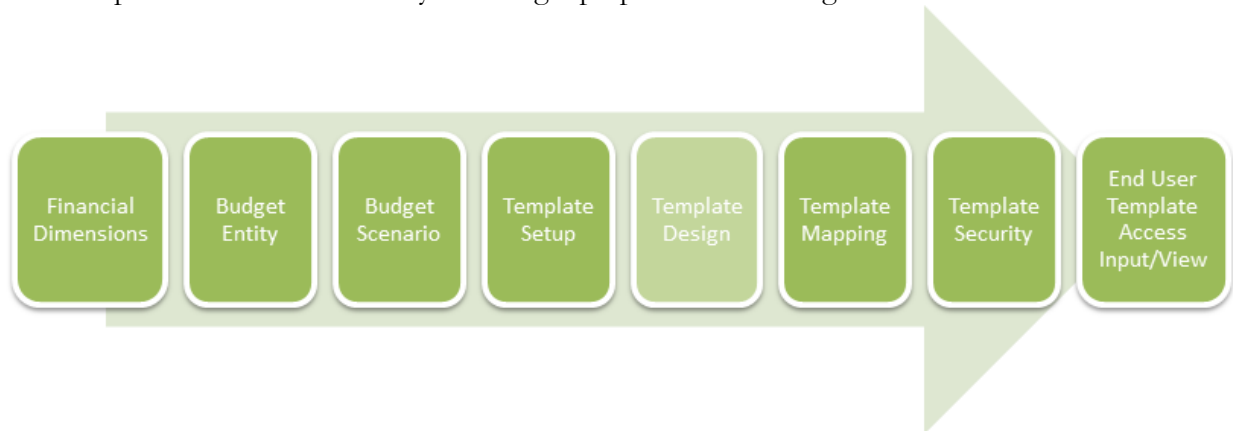 Financial
Dimensions
Budget
Entity
Budget
Scenario
Template
Setup
Template
Design
Template
Mapping
Template
Security
End User
Template
Access
Input/View